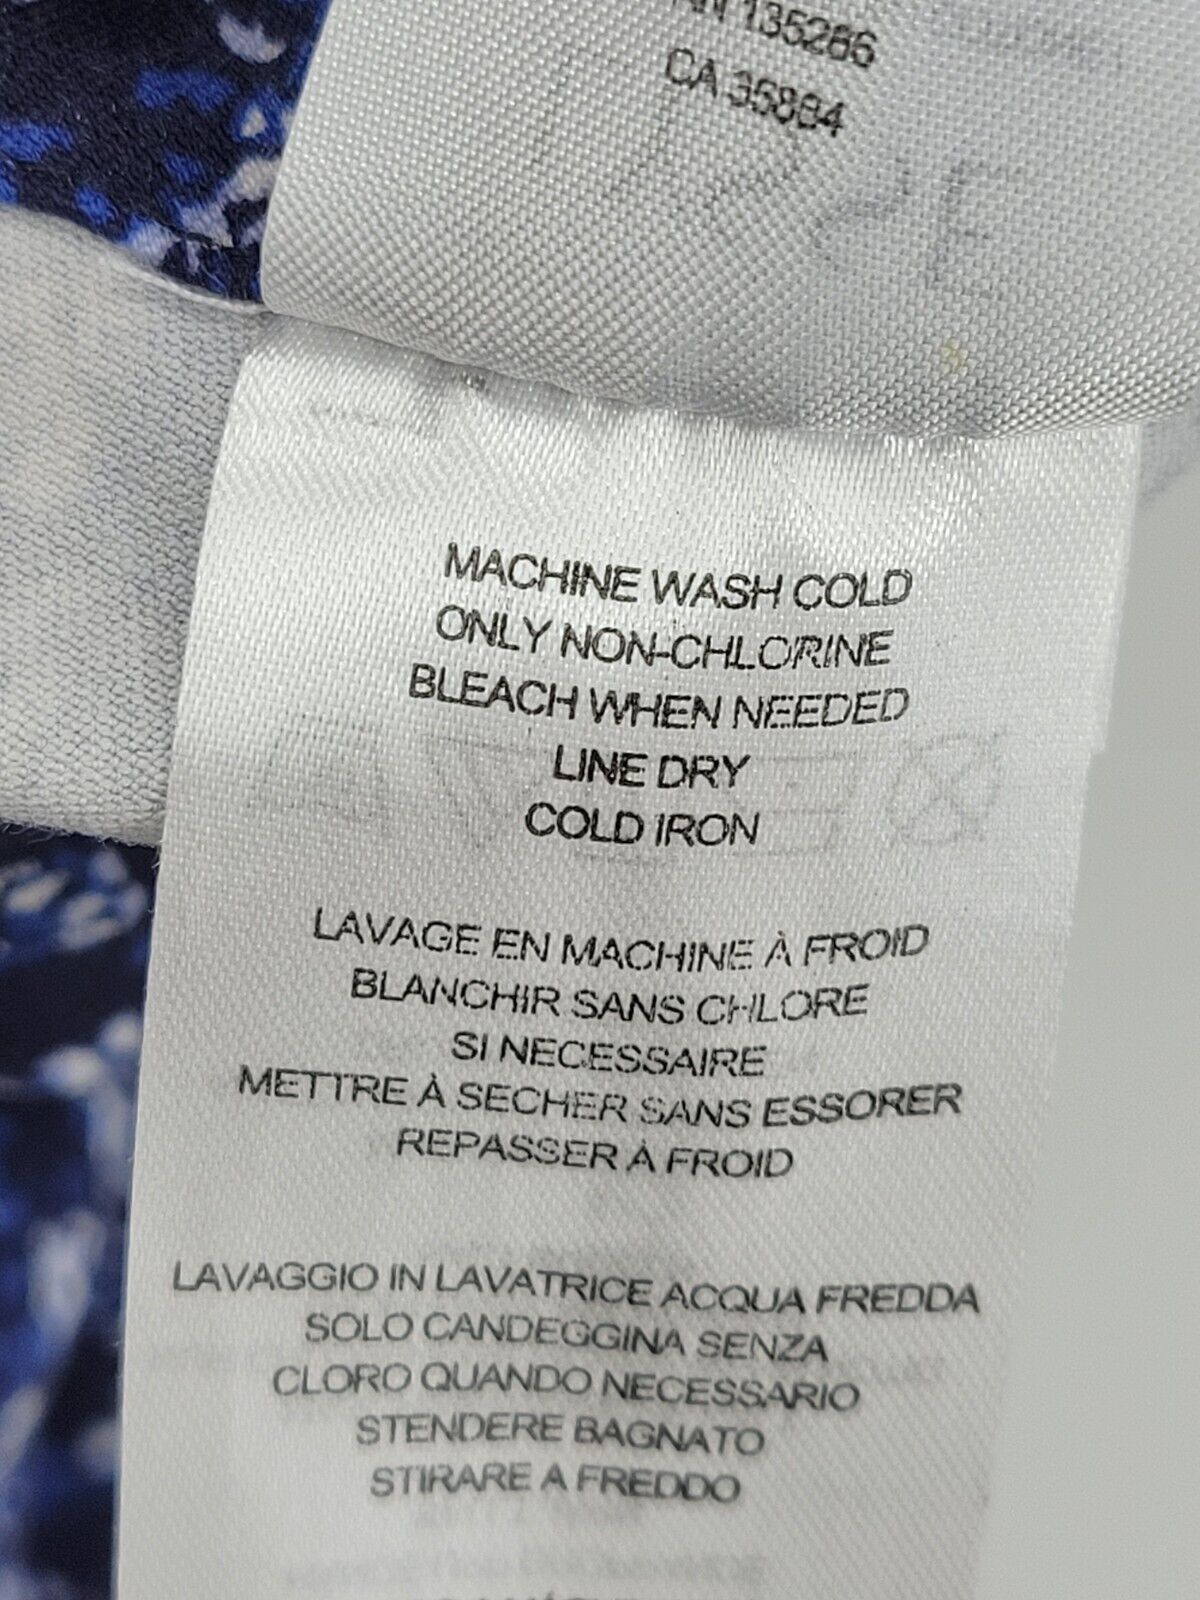 135286
CA 35884
MACHINE WASH COLD
ONLY NON-CHLORINE
BLEACH WHEN NEEDED
LINE DRY
COLD IRON
LAVAGE EN MACHINE À FROID
BLANCHIR SANS CHLORE
SI NECESSAIRE
METTRE À SECHER SANS ESSORER
REPASSER À FROID
LAVAGGIO IN LAVATRICE ACQUA FREDDA
SOLO CANDEGGINA SENZA
CLORO QUANDO NECESSARIO
STENDERE BAGNATO
STIRARE A FREDDO